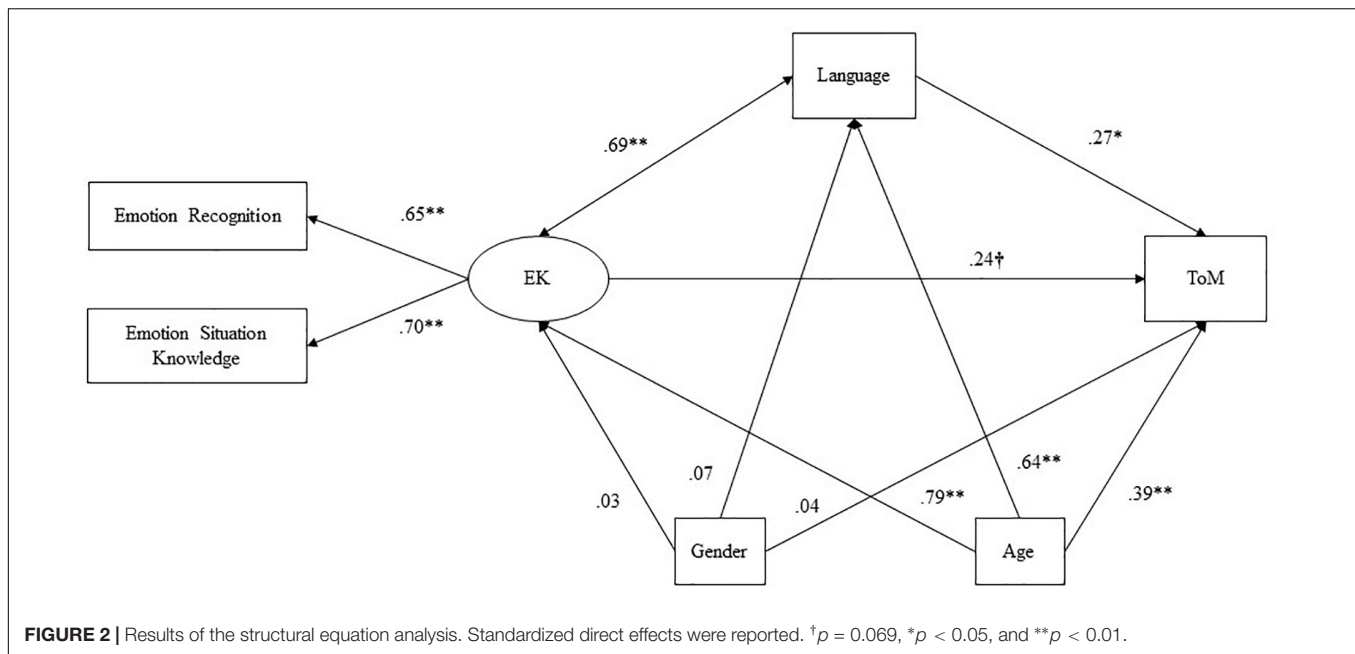 Language
.69**
.27*
Emotion Recognition
.65**
EK
.24†
ToM
.70**
Emotion Situation
Knowledge
.03
.07
.04
.79**
.64**
.39**
Gender
Age
FIGURE 2 | Results of the structural equation analysis. Standardized direct effects were reported. †p = 0.069, *p < 0.05, and **p < 0.01.